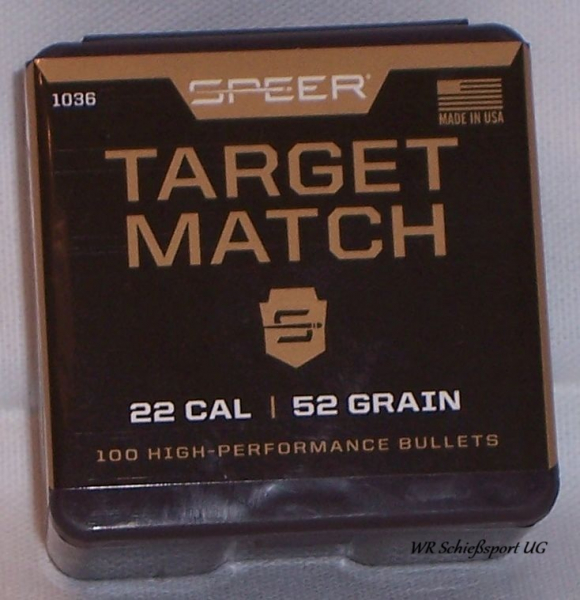 SPEER
1036
MADE IN USA
TARGET
MATCH
22 CAL | 52 GRAIN
100 HIGH-PERFORMANCE BULLETS
WR Schießsport UG